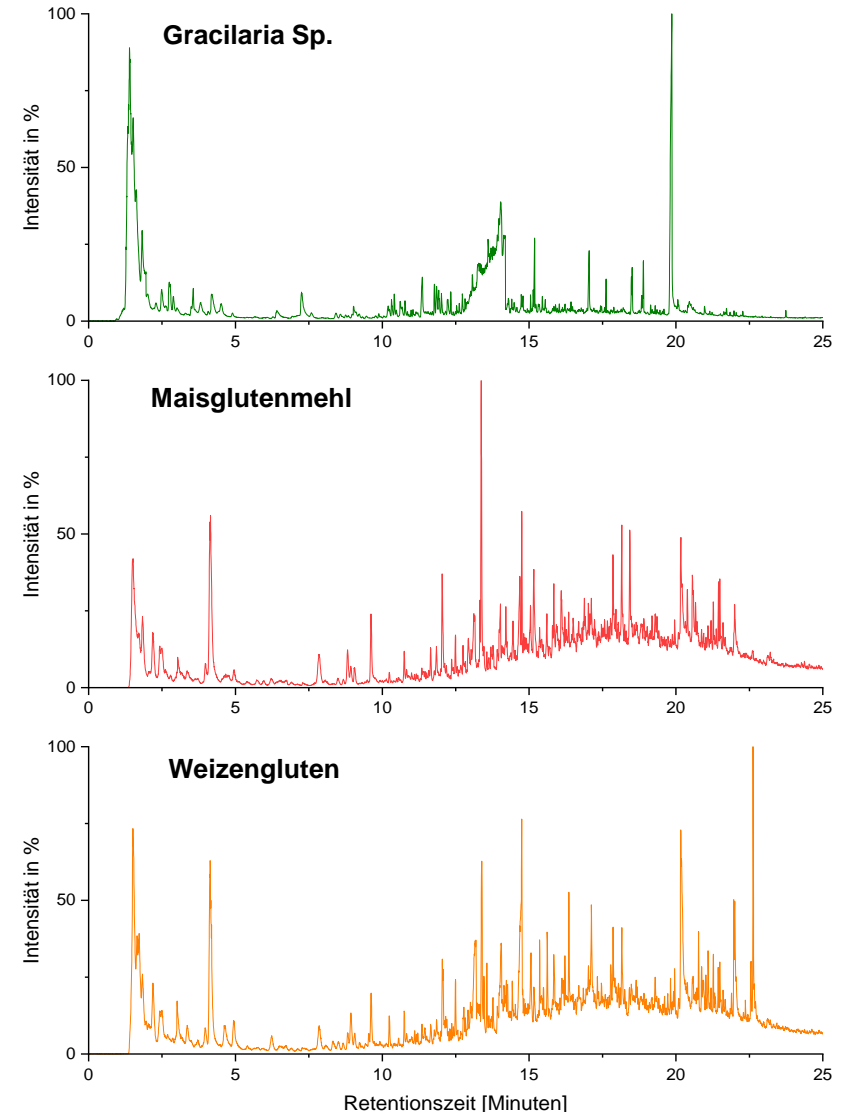 Gracilaria Sp.
Intensität in %
100
50
0
0 5 10 15 20 25
Maisglutenmehl
Intensität in %
100
50
0
0 5 10 15 20 25
Weizengluten
Intensität in %
100
50
0
0 5 10 15 20 25
Retentionszeit [Minuten]